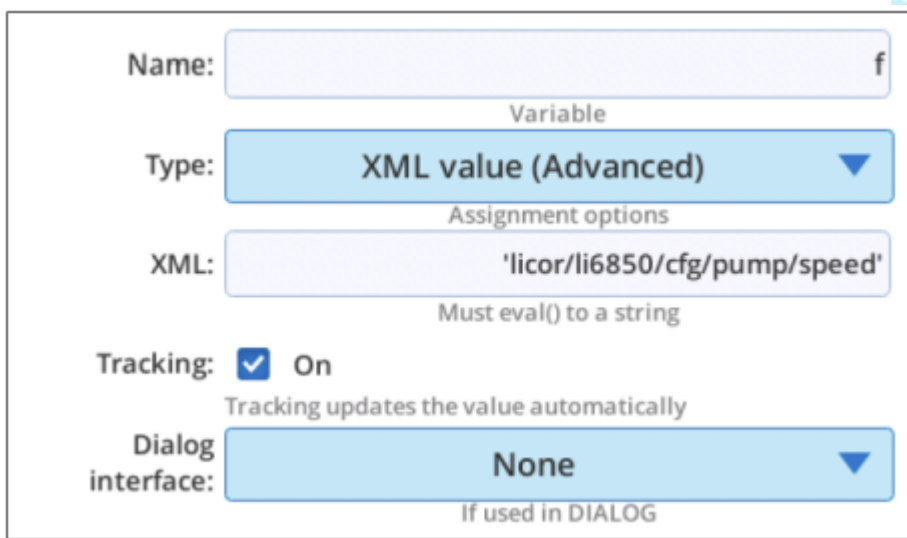 Name: f
Variable
Type: XML value (Advanced)
Assignment options
XML: 'licor/li6850/cfg/pump/speed'
Must eval() to a string
Tracking: On
Tracking updates the value automatically
Dialog
interface: None
If used in DIALOG